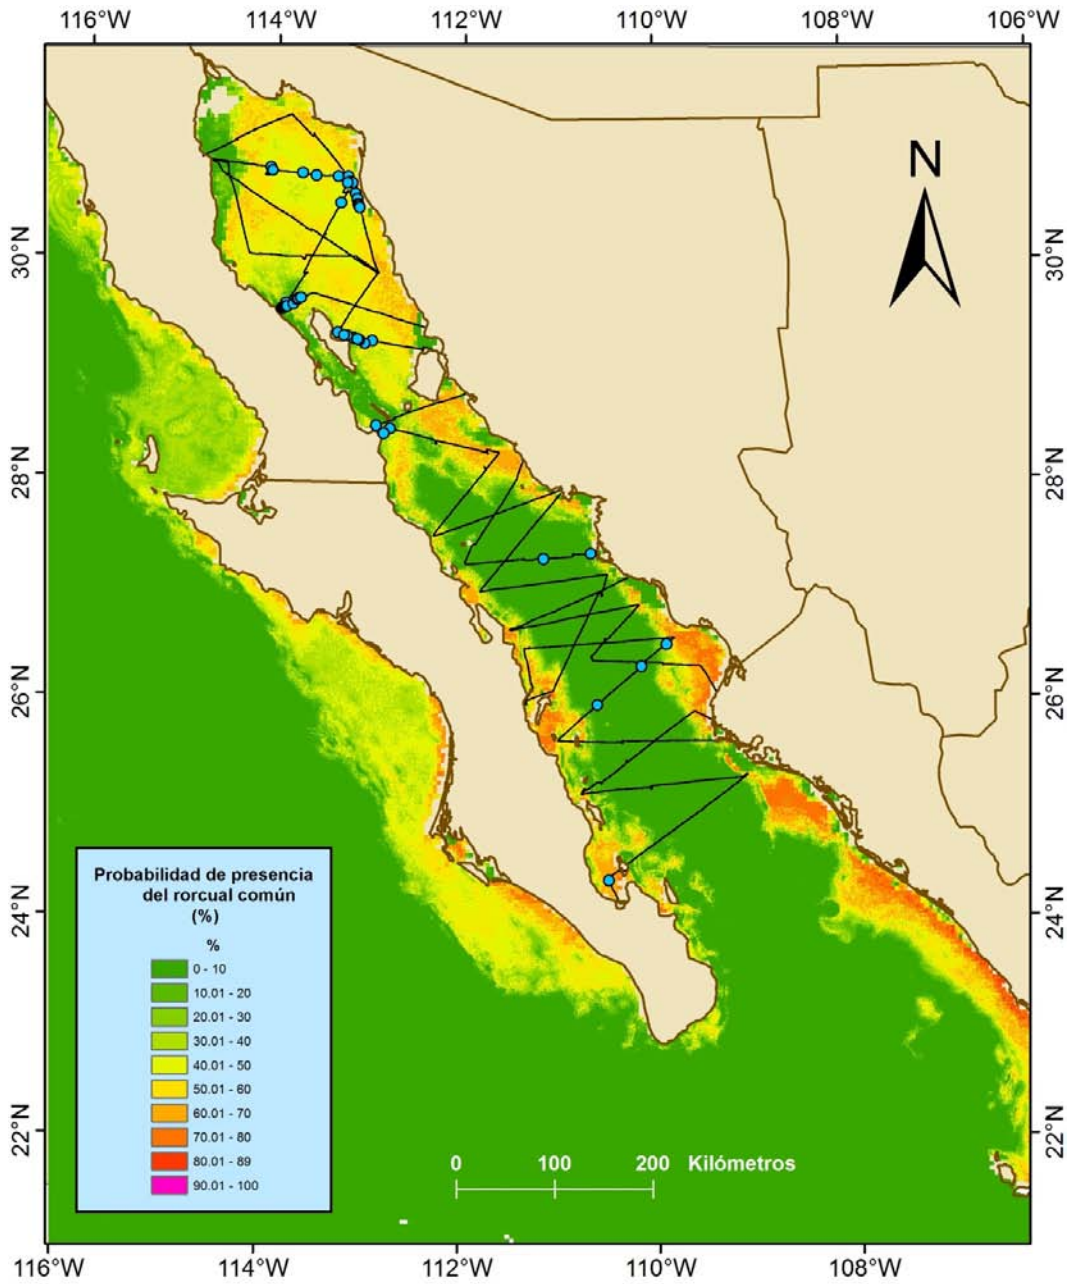 116°W 114°W 112°W 110°W 108°W 106°W
N
30°N 30°N
28°N 28°N
26°N 26°N
24°N 24°N
22°N 22°N
Probabilidad de presencia
del rorcual común
(%)
%
0 - 10
10.01 - 20
20.01 - 30
30.01 - 40
40.01 - 50
50.01 - 60
60.01 - 70
70.01 - 80
80.01 - 89
90.01 - 100
0 100 200 Kilómetros
116°W 114°W 112°W 110°W 108°W